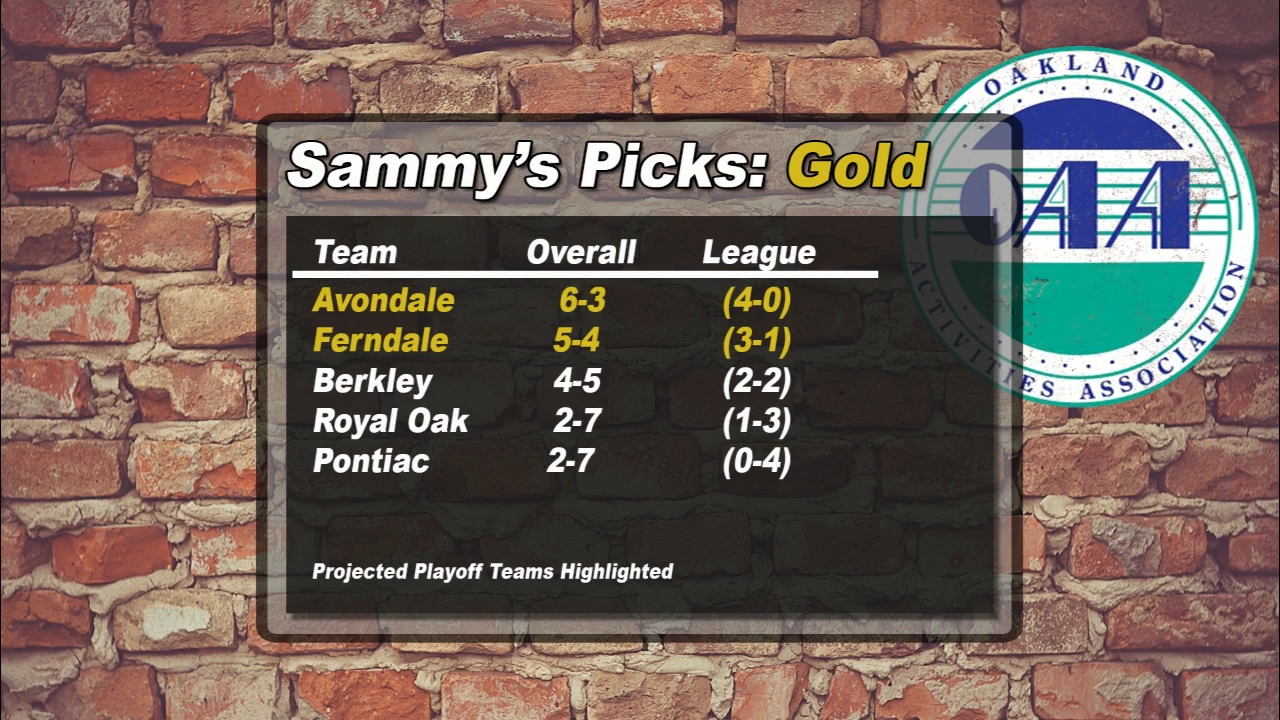 Sammy's Picks: Gold
Team Overall League
Avondale 6-3 (4-0)
Ferndale 5-4 (3-1)
Berkley 4-5 (2-2)
Royal Oak 2-7 (1-3)
Pontiac 2-7 (0-4)
Projected Playoff Teams Highlighted
OAKLAND
OAA
ACTIVITIES ASSOCIATION